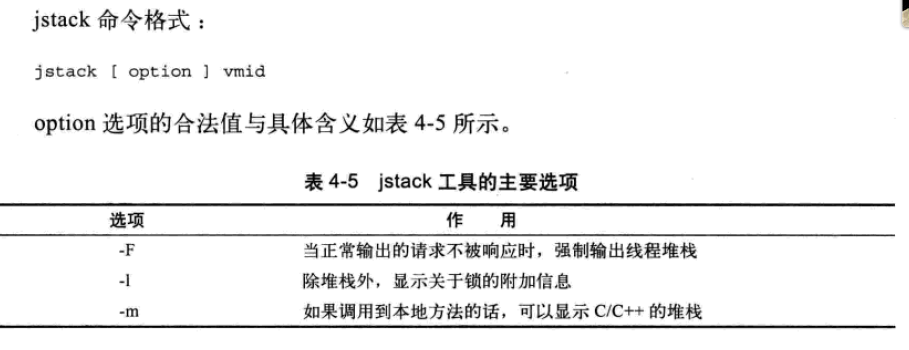 jstack 命令格式：
jstack [ option ] vmid
option 选项的合法值与具体含义如表 4-5 所示。
表 4-5 jstack 工具的主要选项
选项 作 用
-F 当正常输出的请求不被响应时，强制输出线程堆栈
-l 除堆栈外，显示关于锁的附加信息
-m 如果调用到本地方法的话，可以显示 C/C++ 的堆栈